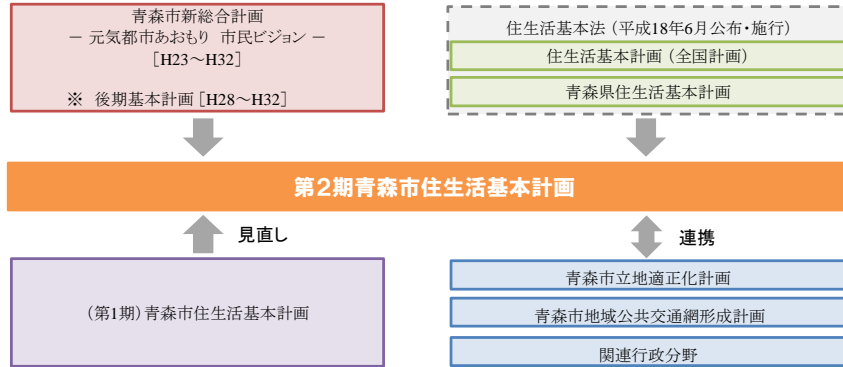 青森市新総合計画
－ 元気都市あおもり 市民ビジョン －
［H23～H32］
※ 後期基本計画［H28～H32］
住生活基本法（平成18年6月公布・施行）
住生活基本計画（全国計画）
青森県住生活基本計画
第2期青森市住生活基本計画
見直し
連携
（第1期）青森市住生活基本計画
青森市立地適正化計画
青森市地域公共交通網形成計画
関連行政分野